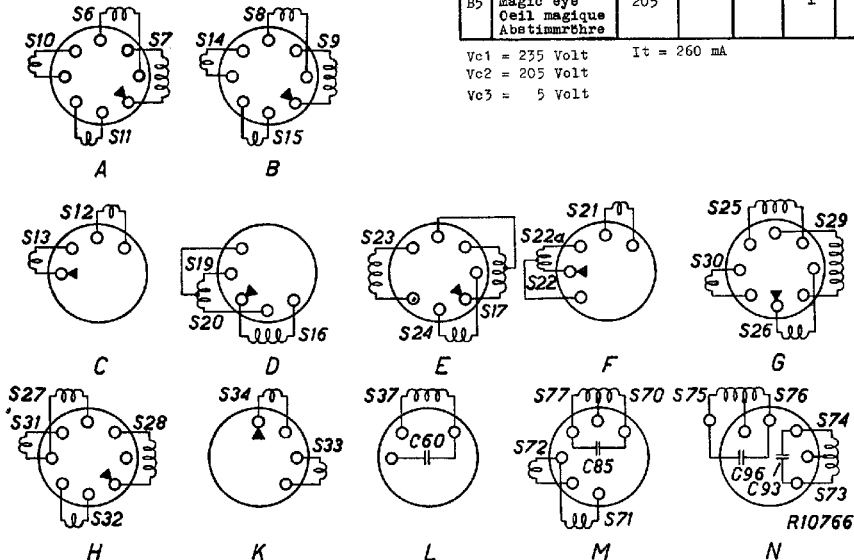 B5 Magic eye 205 1
Oeil magique
Abstimmröhre
Vc1 = 235 Volt It = 260 mA
Vc2 = 205 Volt
Vc3 = 5 Volt
S6 S8
S10 S7 S14 S9
S11 S15
A B
S12 S21 S25
S13 S23 S22a S29
S19 S22 S30
S20 S16 S24 S17 S26
C D E F G
S27 S34 S37 S77 S70 S75 S76
S31 S28 S33 C60 S72 C85 S74
C96 C93 S73
S32 S71
R10766
H K L M N